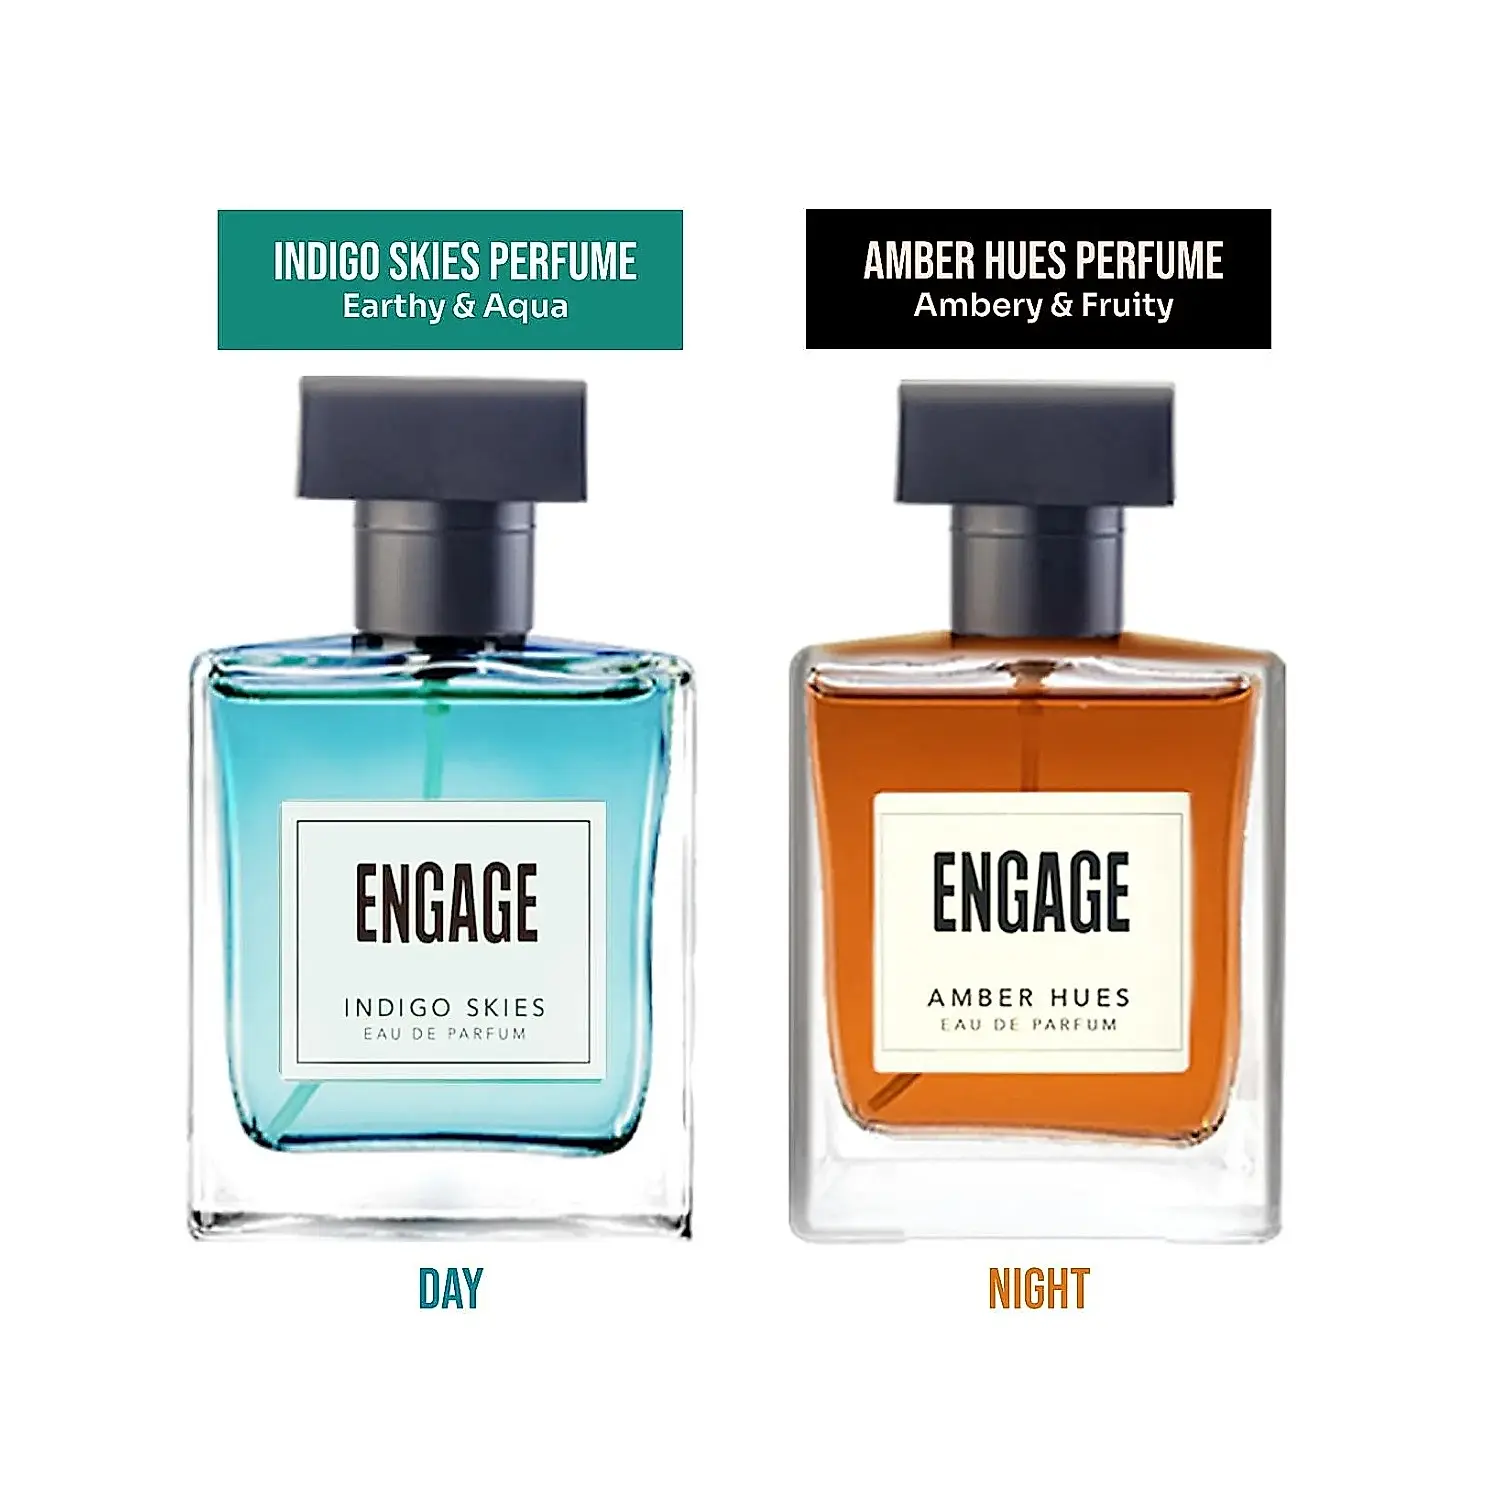 INDIGO SKIES PERFUME
Earthy & Aqua
ENGAGE
INDIGO SKIES
EAU DE PARFUM
DAY
AMBER HUES PERFUME
Ambery & Fruity
ENGAGE
AMBER HUES
EAU DE PARFUM
NIGHT